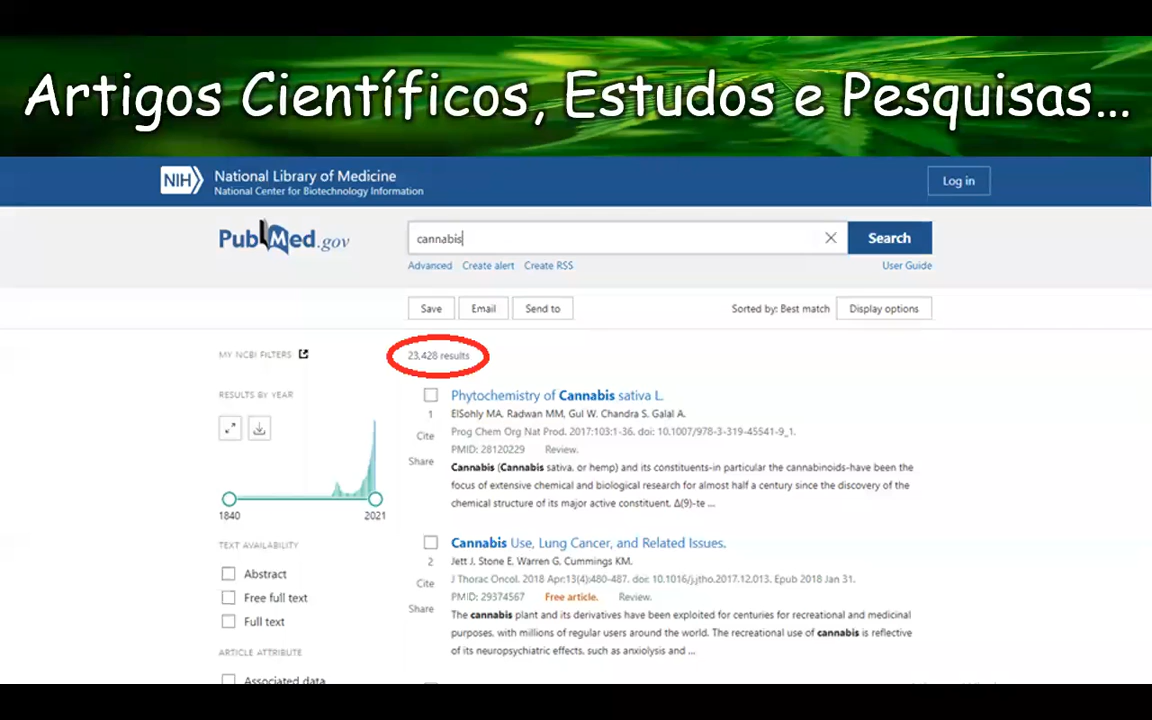 Artigos Científicos, Estudos e Pesquisas...
NIH National Library of Medicine
National Center for Biotechnology Information
Log in
PubMed.gov
cannabis
Search
Advanced Create alert Create RSS
User Guide
Save Email Send to
Sorted by: Best match Display options
MY NCBI FILTERS
23,428 results
RESULTS BY YEAR
1840 2021
TEXT AVAILABILITY
Abstract
Free full text
Full text
ARTICLE ATTRIBUTE
Associated data
Phytochemistry of Cannabis sativa L.
1
ElSohly MA, Radwan MM, Gul W, Chandra S, Galal A.
Cite
Prog Chem Org Nat Prod. 2017;103:1-36. doi: 10.1007/978-3-319-45541-9_1.
PMID: 28120229 Review.
Share
Cannabis (Cannabis sativa, or hemp) and its constituents-in particular the cannabinoids-have been the
focus of extensive chemical and biological research for almost half a century since the discovery of the
chemical structure of its major active constituent, Δ(9)-te ...
Cannabis Use, Lung Cancer, and Related Issues.
2
Jett J, Stone E, Warren G, Cummings KM.
Cite
J Thorac Oncol. 2018 Apr;13(4):480-487. doi: 10.1016/j.jtho.2017.12.013. Epub 2018 Jan 31.
PMID: 29374567 Free article. Review.
Share
The cannabis plant and its derivatives have been exploited for centuries for recreational and medicinal
purposes, with millions of regular users around the world. The recreational use of cannabis is reflective
of its neuropsychiatric effects, such as anxiolysis and ...